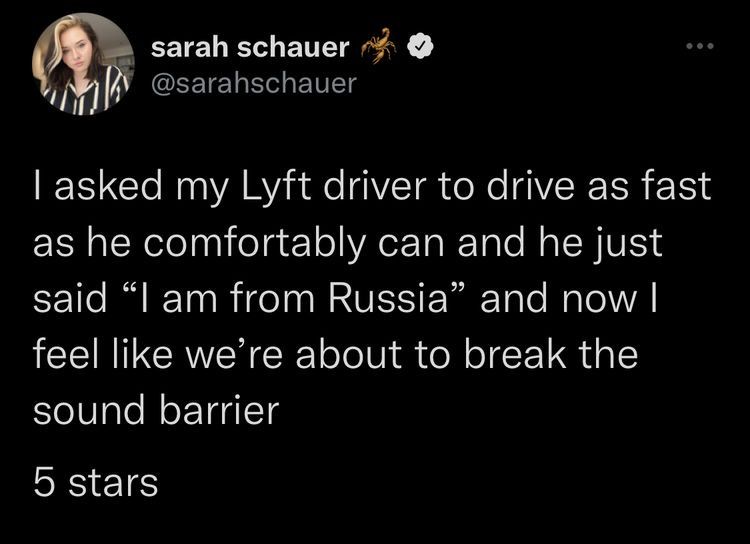 sarah schauer 🦂
@sarahschauer
I asked my Lyft driver to drive as fast
as he comfortably can and he just
said “I am from Russia” and now I
feel like we’re about to break the
sound barrier
5 stars